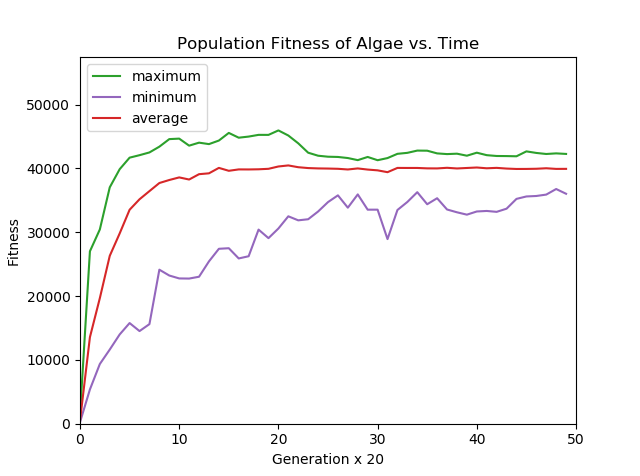 Population Fitness of Algae vs. Time
maximum
minimum
average
50000
40000
30000
20000
10000
0
Fitness
0 10 20 30 40 50
Generation x 20